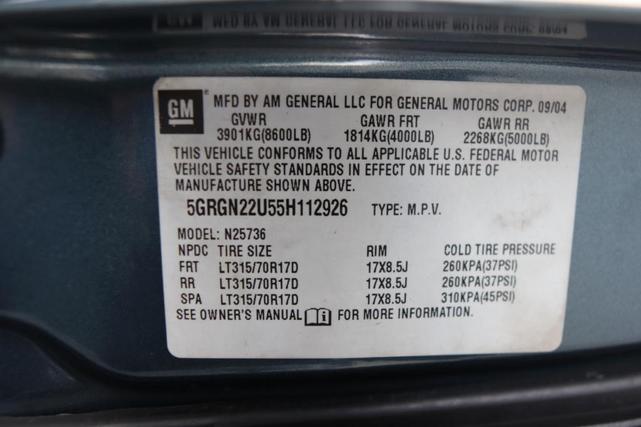 GM
MFD BY AM GENERAL LLC FOR GENERAL MOTORS CORP. 09/04
GVWR GAWR FRT GAWR RR
3901KG(8600LB) 1814KG(4000LB) 2268KG(5000LB)
THIS VEHICLE CONFORMS TO ALL APPLICABLE U.S. FEDERAL MOTOR
VEHICLE SAFETY STANDARDS IN EFFECT ON THE DATE OF
MANUFACTURE SHOWN ABOVE.
5GRGN22U55H112926 TYPE: M.P.V.
MODEL: N25736
NPDC TIRE SIZE RIM COLD TIRE PRESSURE
FRT LT315/70R17D 17X8.5J 260KPA(37PSI)
RR LT315/70R17D 17X8.5J 260KPA(37PSI)
SPA LT315/70R17D 17X8.5J 310KPA(45PSI)
SEE OWNER'S MANUAL FOR MORE INFORMATION.